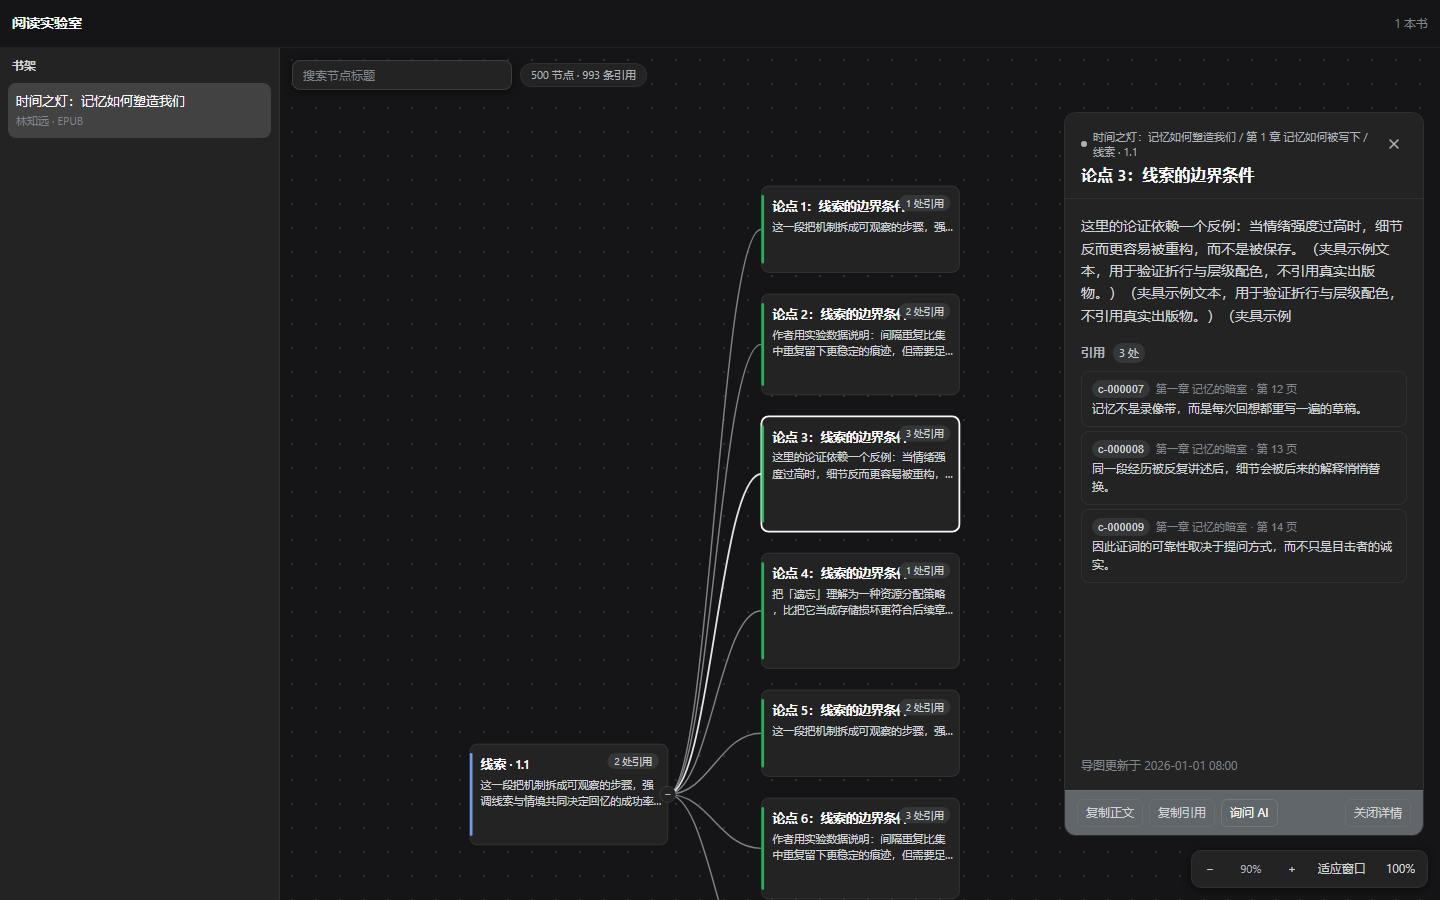 阅读实验室
1 本书
书架
时间之灯：记忆如何塑造我们
林知远 · EPUB
搜索节点标题
500 节点 · 993 条引用
论点 1：线索的边界条件
1 处引用
这一段把机制拆成可观察的步骤，强...
论点 2：线索的边界条件
2 处引用
作者用实验数据说明：间隔重复比集
中重复留下更稳定的痕迹，但需要足...
论点 3：线索的边界条件
3 处引用
这里的论证依赖一个反例：当情绪强
度过高时，细节反而更容易被重构，...
论点 4：线索的边界条件
1 处引用
把「遗忘」理解为一种资源分配策略
，比把它当成存储损坏更符合后续章...
论点 5：线索的边界条件
2 处引用
这一段把机制拆成可观察的步骤，强...
论点 6：线索的边界条件
3 处引用
作者用实验数据说明：间隔重复比集
中重复留下更稳定的痕迹，但需要足...
线索 · 1.1
2 处引用
这一段把机制拆成可观察的步骤，强
调线索与情境共同决定回忆的成功率...
时间之灯：记忆如何塑造我们 / 第 1 章 记忆如何被写下 /
线索 · 1.1
论点 3：线索的边界条件
这里的论证依赖一个反例：当情绪强度过高时，细节
反而更容易被重构，而不是被保存。（夹具示例文
本，用于验证折行与层级配色，不引用真实出版
物。）（夹具示例文本，用于验证折行与层级配色，
不引用真实出版物。）（夹具示例
引用 3 处
c-000007 第一章 记忆的暗室 · 第 12 页
记忆不是录像带，而是每次回想都重写一遍的草稿。
c-000008 第一章 记忆的暗室 · 第 13 页
同一段经历被反复讲述后，细节会被后来的解释悄悄替
换。
c-000009 第一章 记忆的暗室 · 第 14 页
因此证词的可靠性取决于提问方式，而不只是目击者的诚
实。
导图更新于 2026-01-01 08:00
复制正文 复制引用 询问 AI 关闭详情
− 90% + 适应窗口 100%